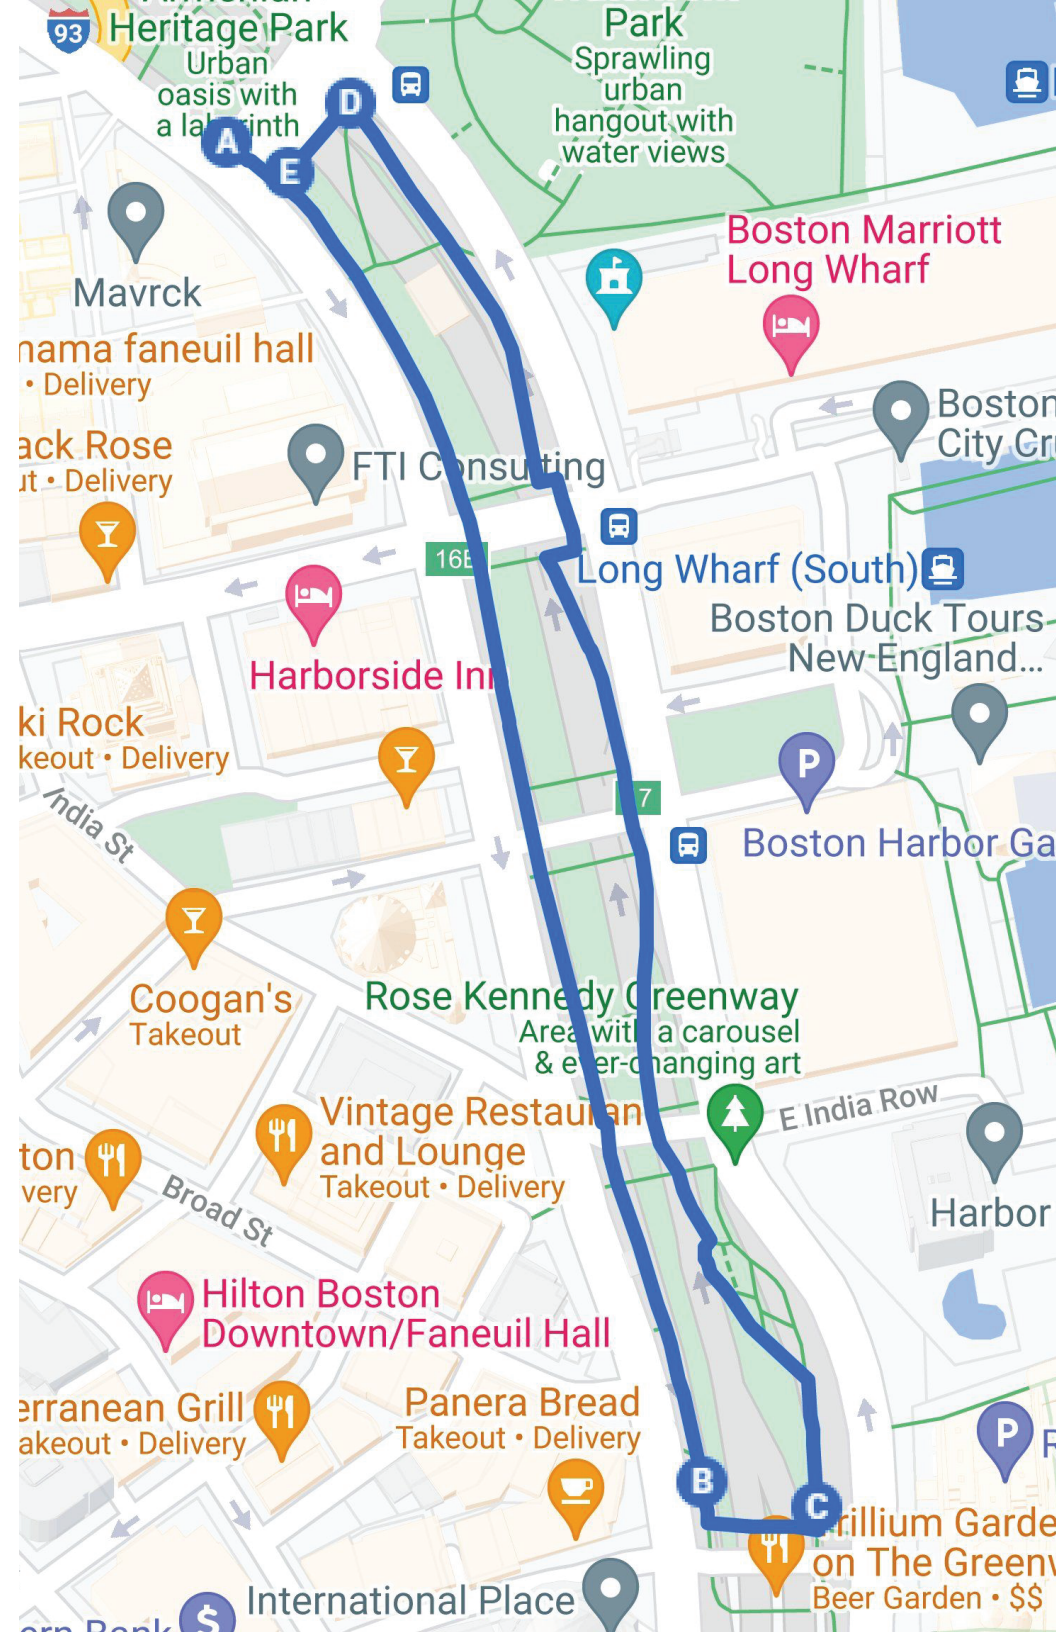 93
Heritage Park
Urban
oasis with
Park
Sprawling
urban
hangout with
water views
A
D
E
Mavrck
Boston Marriott
Long Wharf
mama faneuil hall
• Delivery
ack Rose
ut • Delivery
FTI Consulting
Boston
City
16B
Long Wharf (South)
Boston Duck Tours
New England...
Harborside Inn
ki Rock
keout • Delivery
India St
P
7
Boston Harbor Ga
Coogan's
Takeout
Rose Kennedy Greenway
Area with a carousel
& ever-changing art
E India Row
Vintage Restaurant
and Lounge
Takeout • Delivery
ton
very
Broad St
Harbor
Hilton Boston
Downtown/Faneuil Hall
erranean Grill
akeout • Delivery
Panera Bread
Takeout • Delivery
P
R
B
C
rillium Garde
on The Greenw
Beer Garden • $$
International Place
$
ern Bank